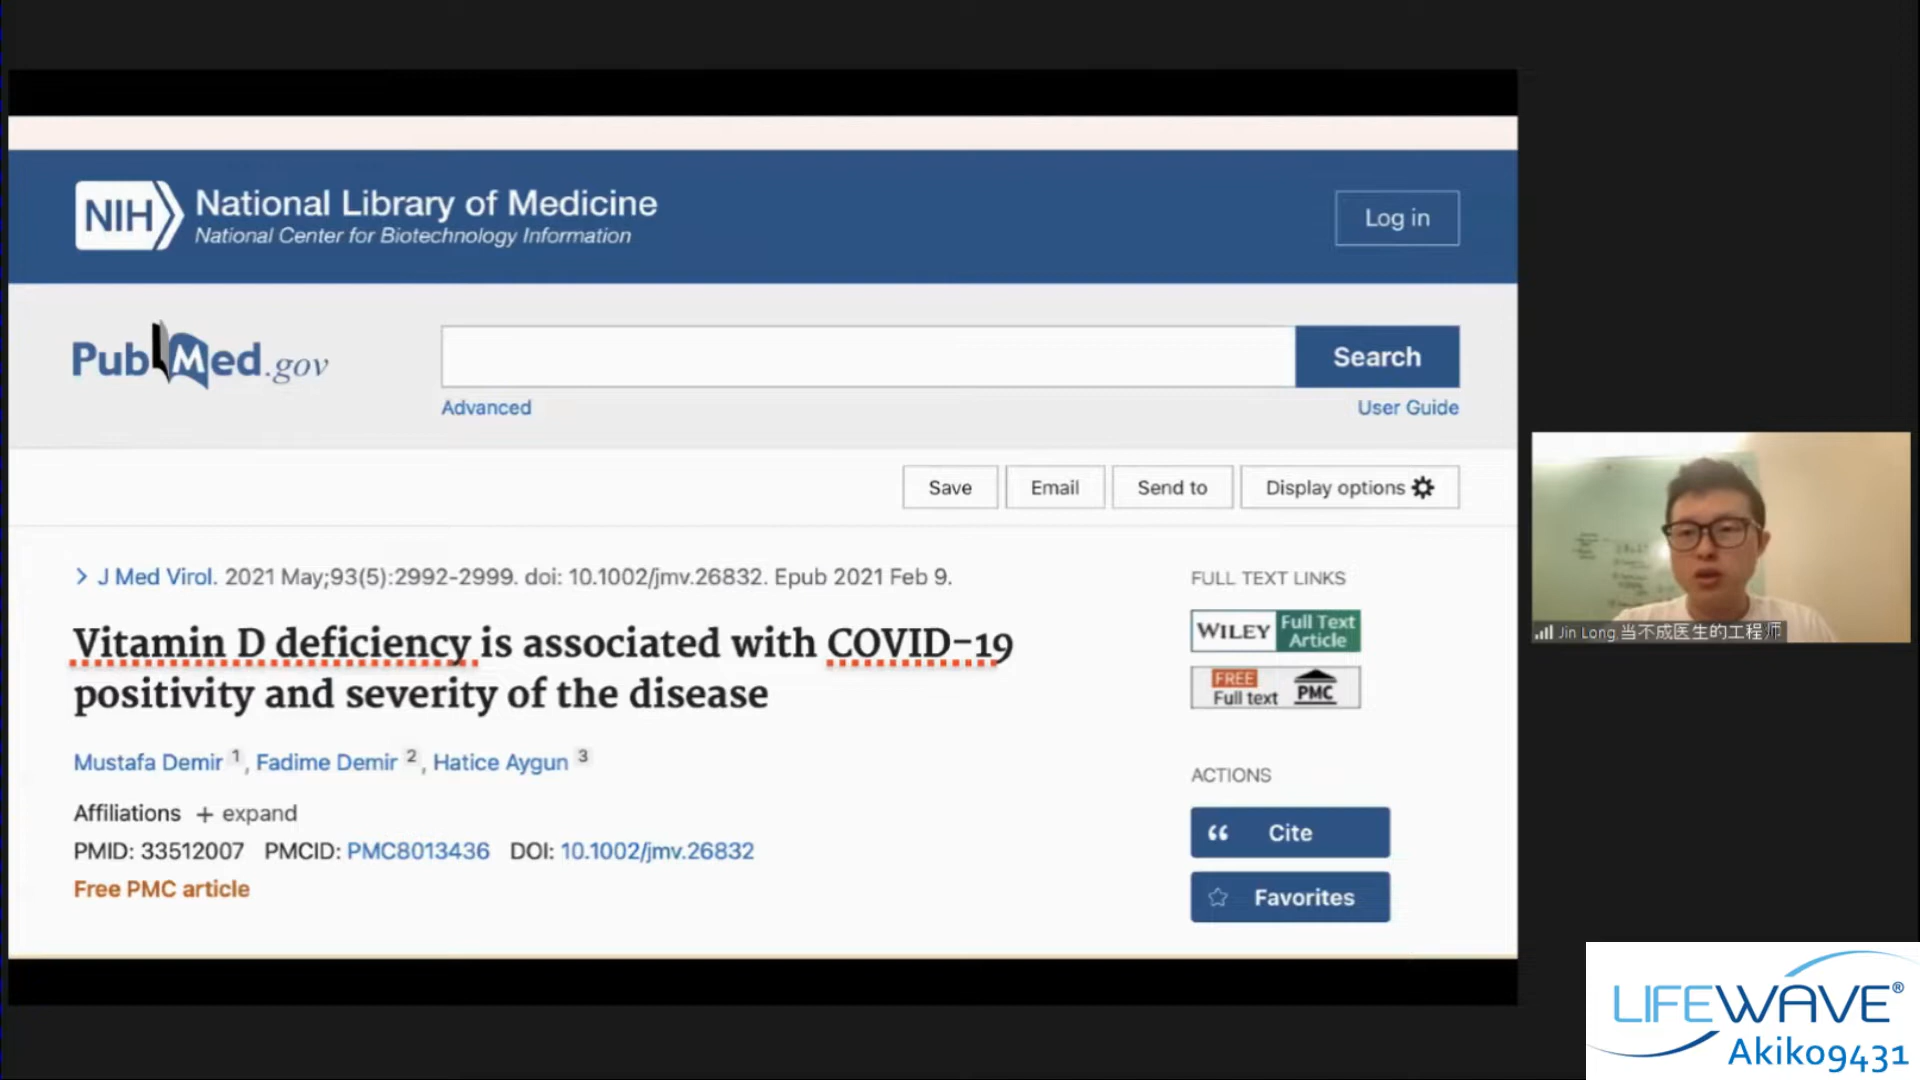 NIH National Library of Medicine
National Center for Biotechnology Information
Log in
PubMed.gov
Search
Advanced
User Guide
Save
Email
Send to
Display options
J Med Virol. 2021 May;93(5):2992-2999. doi: 10.1002/jmv.26832. Epub 2021 Feb 9.
Vitamin D deficiency is associated with COVID-19
positivity and severity of the disease
Mustafa Demir 1, Fadime Demir 2, Hatice Aygun 3
Affiliations + expand
PMID: 33512007 PMCID: PMC8013436 DOI: 10.1002/jmv.26832
Free PMC article
FULL TEXT LINKS
WILEY Full Text
Article
FREE
Full text PMC
ACTIONS
Cite
Favorites
Jin Long 当不成医生的工程师
LIFEWAVE®
Akiko9431